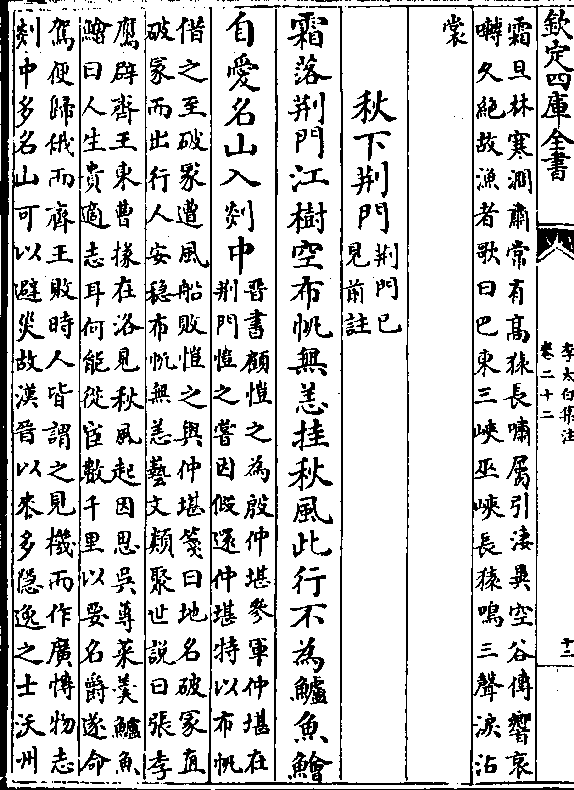 欽定四庫全書
李太白集注
卷二十二
十三
霜旦林寒澗肅常有高猿長嘯屬引淒異空谷傳響哀
囀久絶故漁者歌曰巴東三峽巫峽長猿鳴三聲淚沾
裳
秋下荆門
荆門已
見前註
霜落荆門江樹空布帆無恙挂秋風此行不為鱸魚鱠
自愛名山入剡中
晉書顧愷之為殷仲堪參軍仲堪在
荆門愷之嘗因假還仲堪特以布帆
借之至破冢遭風船敗愷之與仲堪箋曰地名破冢直
破冢而出行人安稳布帆無恙藝文類聚世説曰張季
鷹辟齊王東曹掾在洛見秋風起因思吳尊菜羮鱸魚
鱠曰人生貴適志耳何能從宦數千里以要名爵遂命
駕便歸俄而齊王敗時人皆謂之見機而作廣博物志
剡中多名山可以避災故漢晉以來多隱逸之士沃州